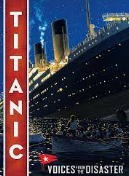 TITANIC
VOICES FROM THE DISASTER